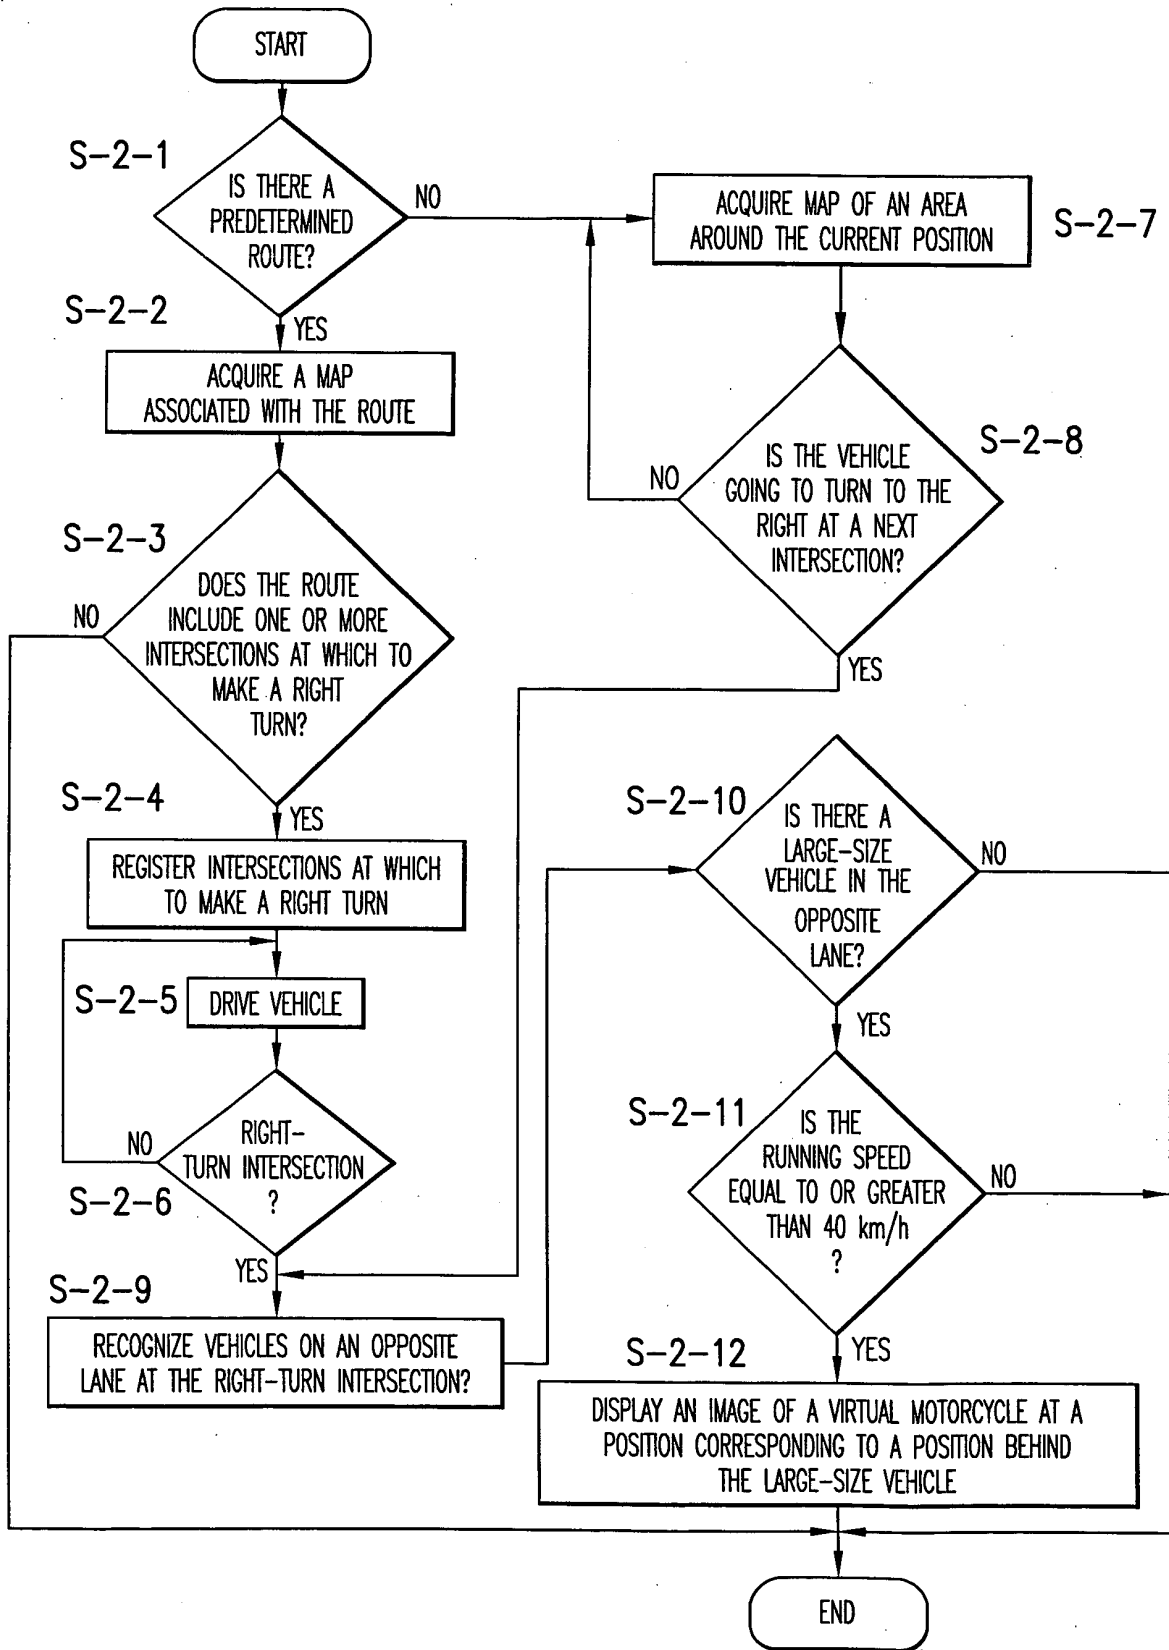 START
S-2-1
IS THERE A
PREDETERMINED
ROUTE?
NO
YES
S-2-2
ACQUIRE A MAP
ASSOCIATED WITH THE ROUTE
S-2-3
DOES THE ROUTE
INCLUDE ONE OR MORE
INTERSECTIONS AT WHICH TO
MAKE A RIGHT
TURN?
NO
YES
S-2-4
REGISTER INTERSECTIONS AT WHICH
TO MAKE A RIGHT TURN
S-2-5
DRIVE VEHICLE
S-2-6
RIGHT-
TURN INTERSECTION
?
NO
YES
ACQUIRE MAP OF AN AREA
AROUND THE CURRENT POSITION
S-2-7
S-2-8
IS THE VEHICLE
GOING TO TURN TO THE
RIGHT AT A NEXT
INTERSECTION?
NO
YES
S-2-9
RECOGNIZE VEHICLES ON AN OPPOSITE
LANE AT THE RIGHT-TURN INTERSECTION?
S-2-10
IS THERE A
LARGE-SIZE
VEHICLE IN THE
OPPOSITE
LANE?
NO
YES
S-2-11
IS THE
RUNNING SPEED
EQUAL TO OR GREATER
THAN 40 km/h
?
NO
YES
S-2-12
DISPLAY AN IMAGE OF A VIRTUAL MOTORCYCLE AT A
POSITION CORRESPONDING TO A POSITION BEHIND
THE LARGE-SIZE VEHICLE
END